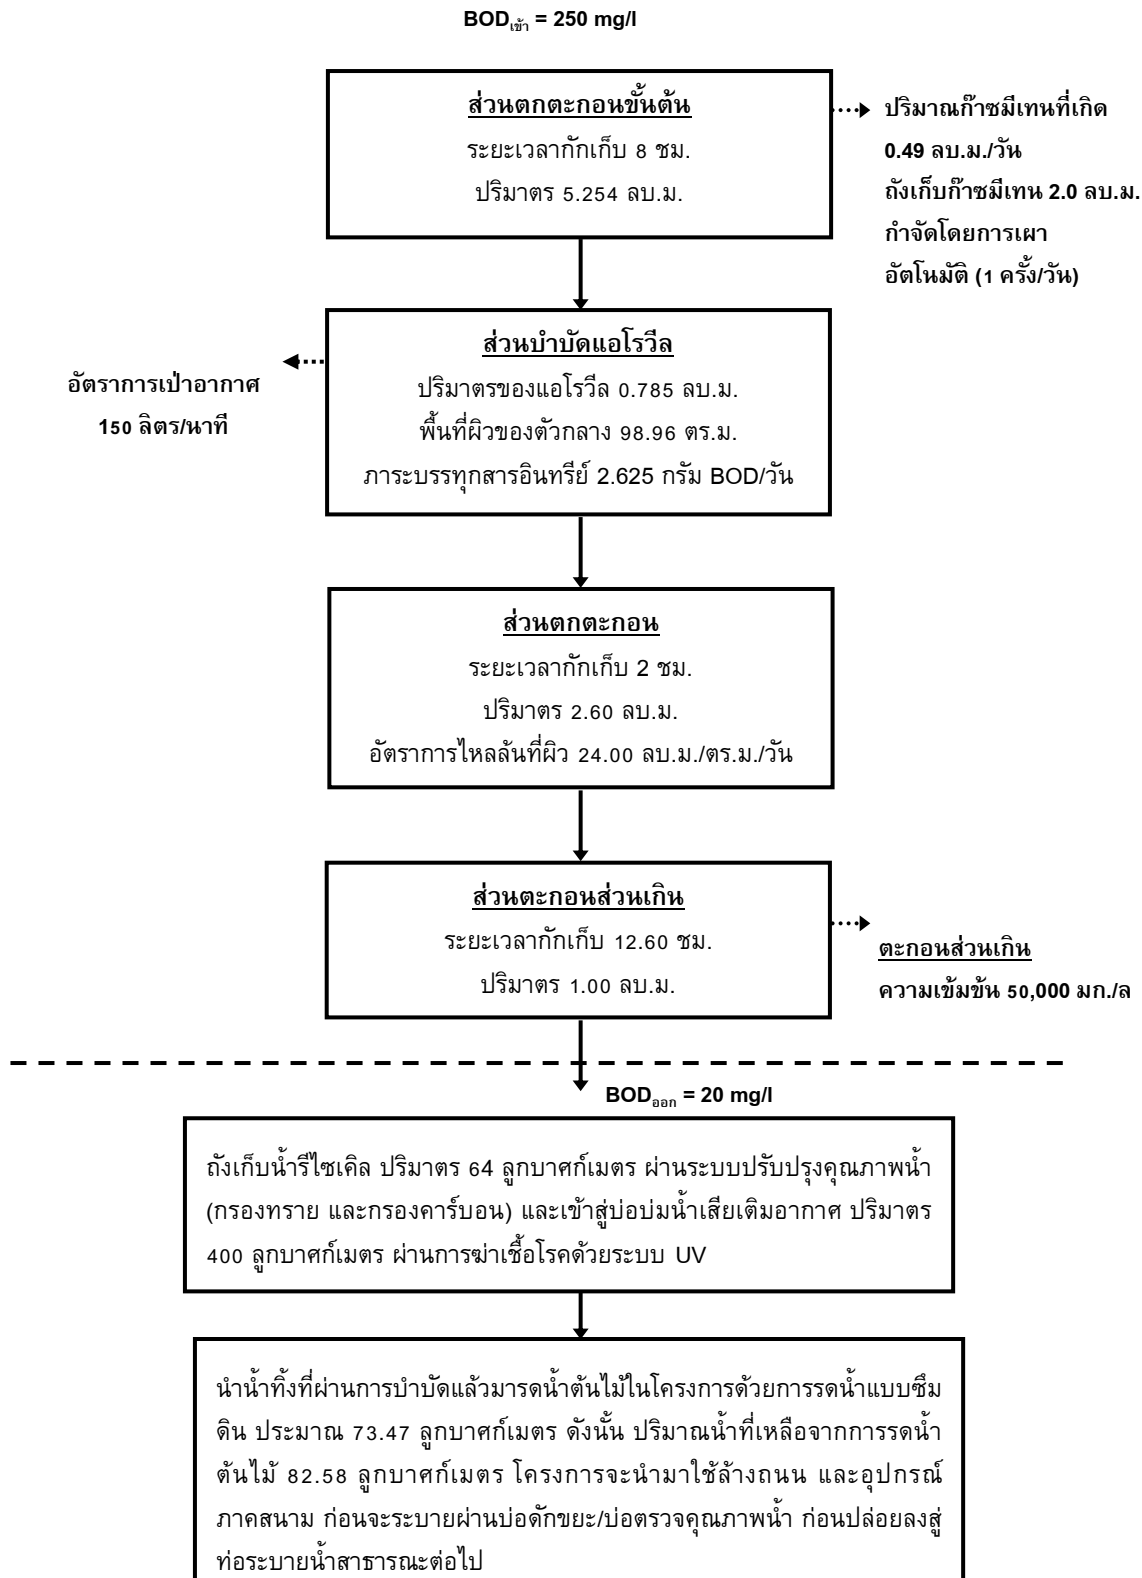 BODเข้า = 250 mg/l
ส่วนตกตะกอนขั้นต้น
ระยะเวลากักเก็บ 8 ชม.
ปริมาตร 5.254 ลบ.ม.
ปริมาณก๊าซมีเทนที่เกิด
0.49 ลบ.ม./วัน
ถังเก็บก๊าซมีเทน 2.0 ลบ.ม.
กำจัดโดยการเผา
อัตโนมัติ (1 ครั้ง/วัน)
ส่วนบำบัดแอโรวีล
ปริมาตรของแอโรวีล 0.785 ลบ.ม.
พื้นที่ผิวของตัวกลาง 98.96 ตร.ม.
ภาระบรรทุกสารอินทรีย์ 2.625 กรัม BOD/วัน
อัตราการเป่าอากาศ
150 ลิตร/นาที
ส่วนตกตะกอน
ระยะเวลากักเก็บ 2 ชม.
ปริมาตร 2.60 ลบ.ม.
อัตราการไหลล้นที่ผิว 24.00 ลบ.ม./ตร.ม./วัน
ส่วนตะกอนส่วนเกิน
ระยะเวลากักเก็บ 12.60 ชม.
ปริมาตร 1.00 ลบ.ม.
ตะกอนส่วนเกิน
ความเข้มข้น 50,000 มก./ล
BODออก = 20 mg/l
ถังเก็บน้ำรีไซเคิล ปริมาตร 64 ลูกบาศก์เมตร ผ่านระบบปรับปรุงคุณภาพน้ำ
(กรองทราย และกรองคาร์บอน) และเข้าสู่บ่อบ่มน้ำเสียเติมอากาศ ปริมาตร
400 ลูกบาศก์เมตร ผ่านการฆ่าเชื้อโรคด้วยระบบ UV
นำน้ำทิ้งที่ผ่านการบำบัดแล้วมารดน้ำต้นไม้ในโครงการด้วยการรดน้ำแบบซึม
ดิน ประมาณ 73.47 ลูกบาศก์เมตร ดังนั้น ปริมาณน้ำที่เหลือจากการรดน้ำ
ต้นไม้ 82.58 ลูกบาศก์เมตร โครงการจะนำมาใช้ล้างถนน และอุปกรณ์
ภาคสนาม ก่อนจะระบายผ่านบ่อดักขยะ/บ่อตรวจคุณภาพน้ำ ก่อนปล่อยลงสู่
ท่อระบายน้ำสาธารณะต่อไป